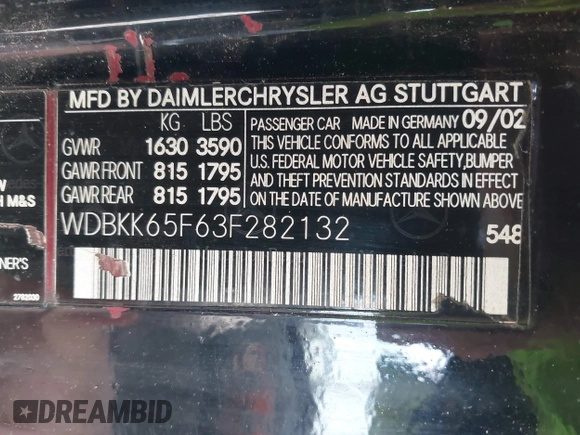 MFD BY DAIMLERCHRYSLER AG STUTTGART
KG LBS
GVWR 1630 3590
GAWR FRONT 815 1795
GAWR REAR 815 1795
PASSENGER CAR MADE IN GERMANY 09/02
THIS VEHICLE CONFORMS TO ALL APPLICABLE
U.S. FEDERAL MOTOR VEHICLE SAFETY, BUMPER
AND THEFT PREVENTION STANDARDS IN EFFECT ON
THE DATE OF MANUFACTURE SHOWN ABOVE
WDBKK65F63F282132
548
M&S
NER'S
DREAMBID